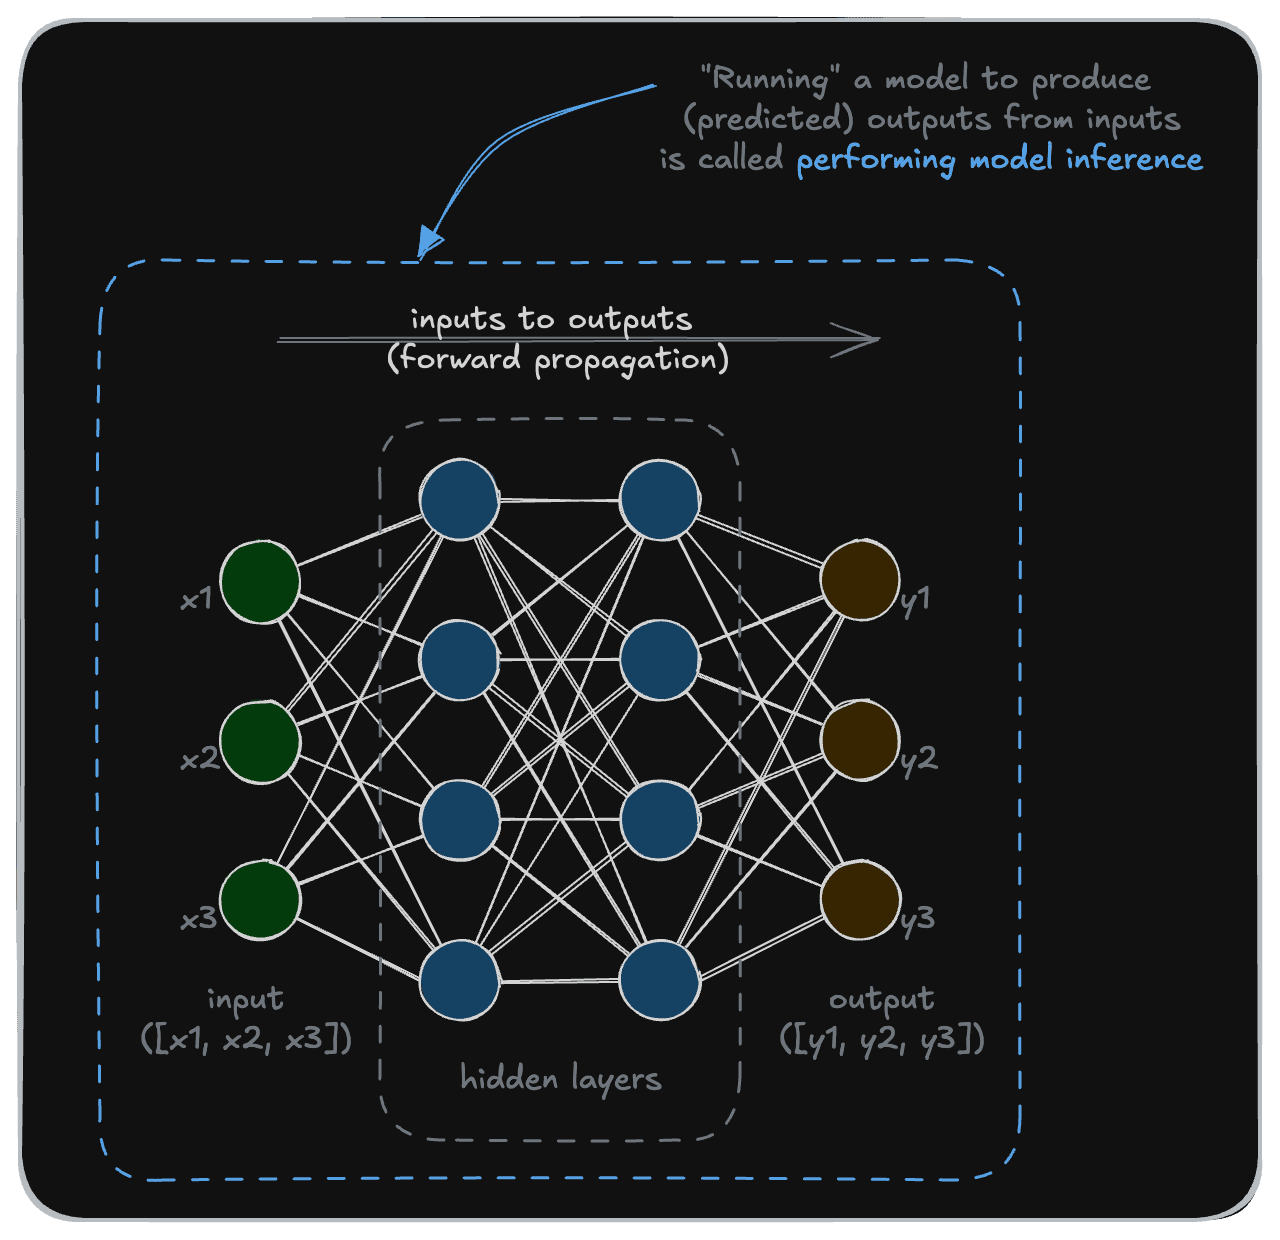 "Running" a model to produce
(predicted) outputs from inputs
is called performing model inference
inputs to outputs
(forward propagation)
x1
y1
x2
y2
x3
y3
input
([x1, x2, x3])
output
([y1, y2, y3])
hidden layers